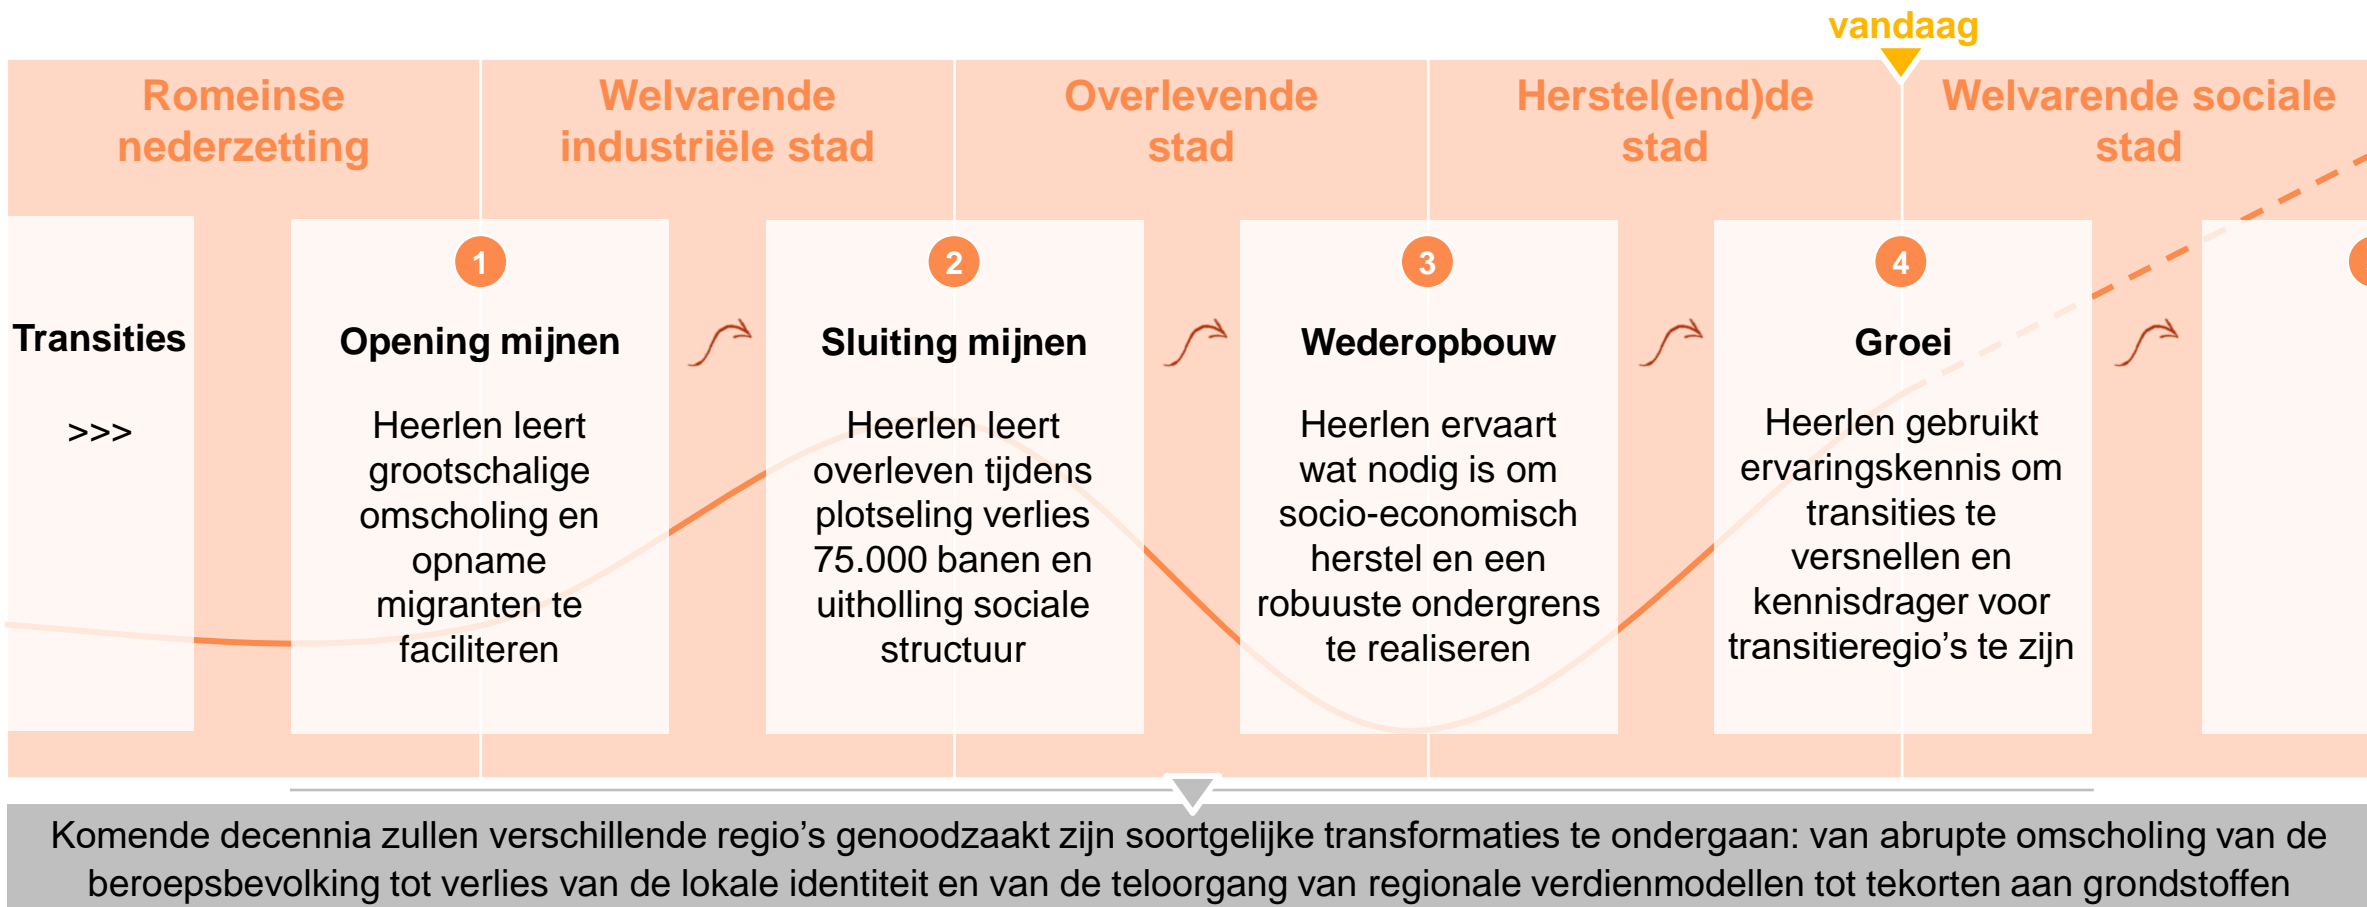 vandaag
Romeinse
nederzetting
Welvarende
industriële stad
Overlevende
stad
Herstel(end)de
stad
Welvarende sociale
stad
Transities
>>>
1
Opening mijnen
Heerlen leert
grootschalige
omscholing en
opname
migranten te
faciliteren
2
Sluiting mijnen
Heerlen leert
overleven tijdens
plotseling verlies
75.000 banen en
uitholling sociale
structuur
3
Wederopbouw
Heerlen ervaart
wat nodig is om
socio-economisch
herstel en een
robuuste ondergrens
te realiseren
4
Groei
Heerlen gebruikt
ervaringskennis om
transities te
versnellen en
kennisdrager voor
transitieregio’s te zijn
Komende decennia zullen verschillende regio’s genoodzaakt zijn soortgelijke transformaties te ondergaan: van abrupte omscholing van de
beroepsbevolking tot verlies van de lokale identiteit en van de teloorgang van regionale verdienmodellen tot tekorten aan grondstoffen